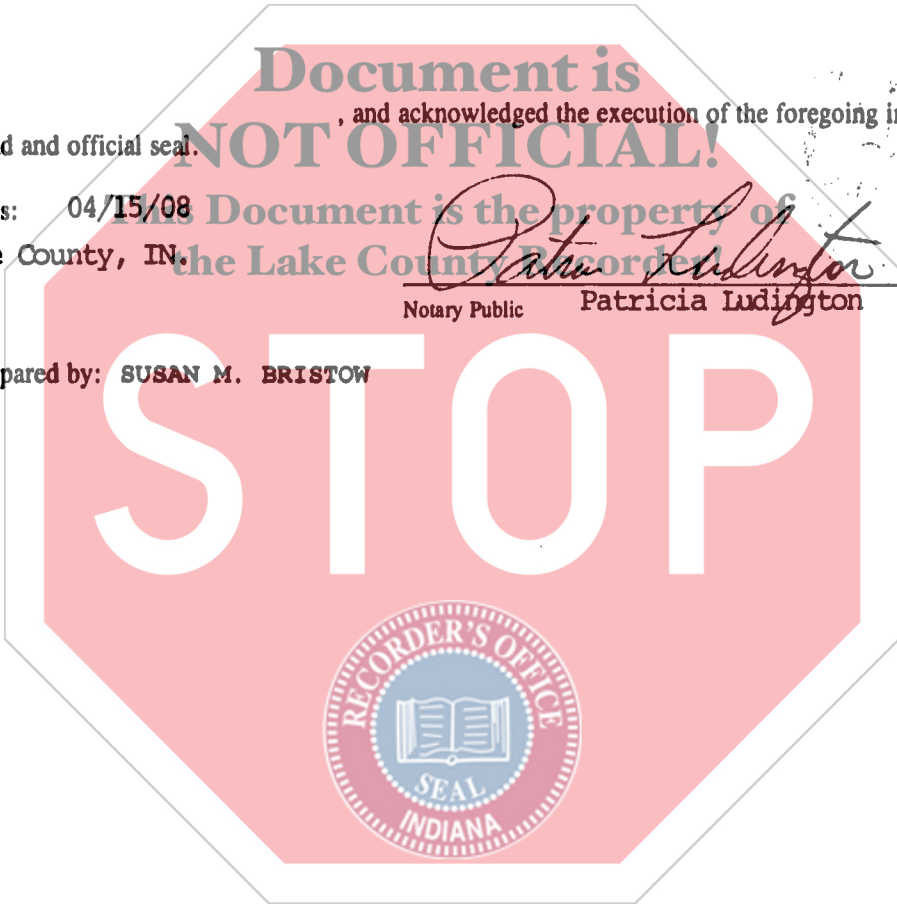 Document is
, and acknowledged the execution of the foregoing
d and official seal.
NOT OFFICIAL!
s: 04/15/08
This Document is the property of
County, IN.
the Lake County Recorder!
Patricia Ludington
Notary Public Patricia Ludington
pared by: SUSAN M. BRISTOW
STOP
RECORDER'S OFFICE
SEAL
INDIANA